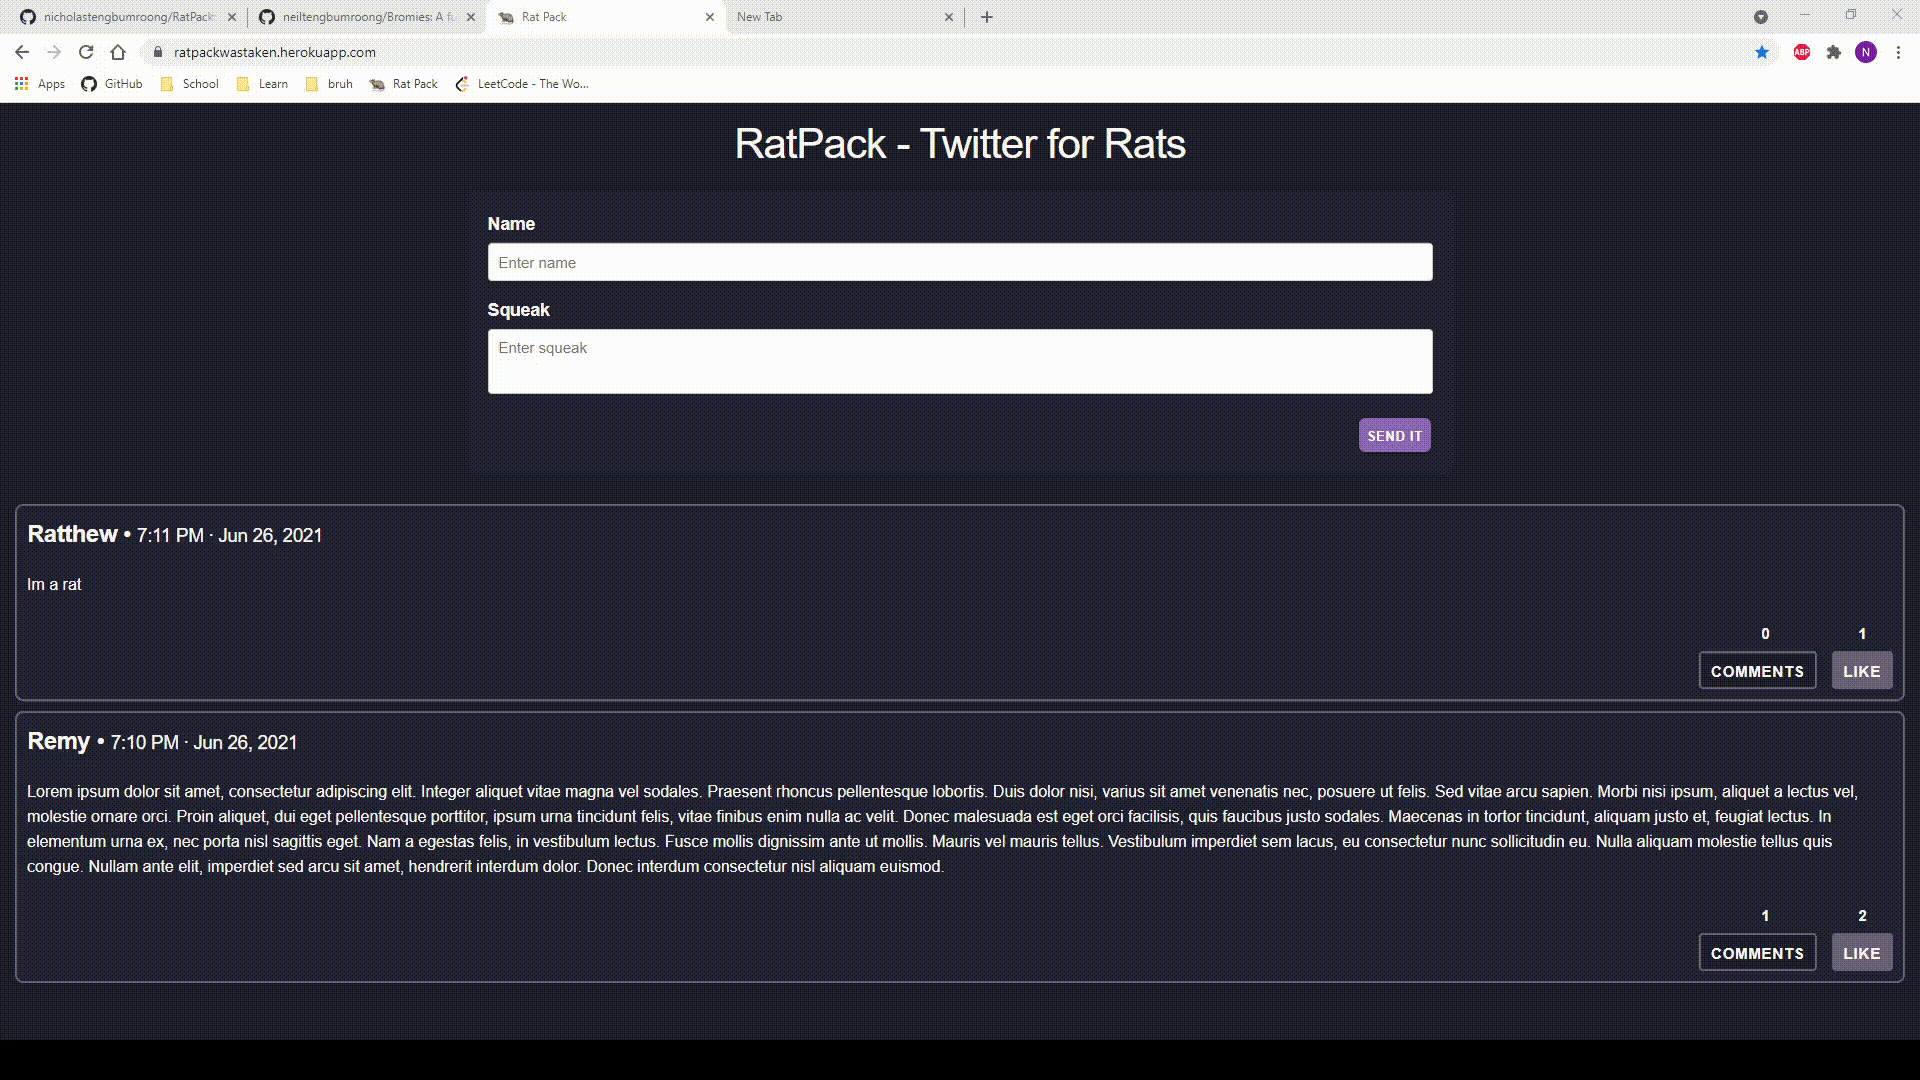 nicholastengbumroong/RatPack
neiltengbumroong/Bromies: A fu
Rat Pack
New Tab
ratpackwastaken.herokuapp.com
ABP
N
Apps
GitHub
School
Learn
bruh
Rat Pack
LeetCode - The Wo...
RatPack - Twitter for Rats
Name
Enter name
Squeak
Enter squeak
SEND IT
Ratthew • 7:11 PM · Jun 26, 2021
Im a rat
0 1
COMMENTS LIKE
Remy • 7:10 PM · Jun 26, 2021
Lorem ipsum dolor sit amet, consectetur adipiscing elit. Integer aliquet vitae magna vel sodales. Praesent rhoncus pellentesque lobortis. Duis dolor nisi, varius sit amet venenatis nec, posuere ut felis. Sed vitae arcu sapien. Morbi nisi ipsum, aliquet a lectus vel,
molestie ornare orci. Proin aliquet, dui eget pellentesque porttitor, ipsum urna tincidunt felis, vitae finibus enim nulla ac velit. Donec malesuada est eget orci facilisis, quis faucibus justo sodales. Maecenas in tortor tincidunt, aliquam justo et, feugiat lectus. In
elementum urna ex, nec porta nisl sagittis eget. Nam a egestas felis, in vestibulum lectus. Fusce mollis dignissim ante ut mollis. Mauris vel mauris tellus. Vestibulum imperdiet sem lacus, eu consectetur nunc sollicitudin eu. Nulla aliquam molestie tellus quis
congue. Nullam ante elit, imperdiet sed arcu sit amet, hendrerit interdum dolor. Donec interdum consectetur nisl aliquam euismod.
1 2
COMMENTS LIKE